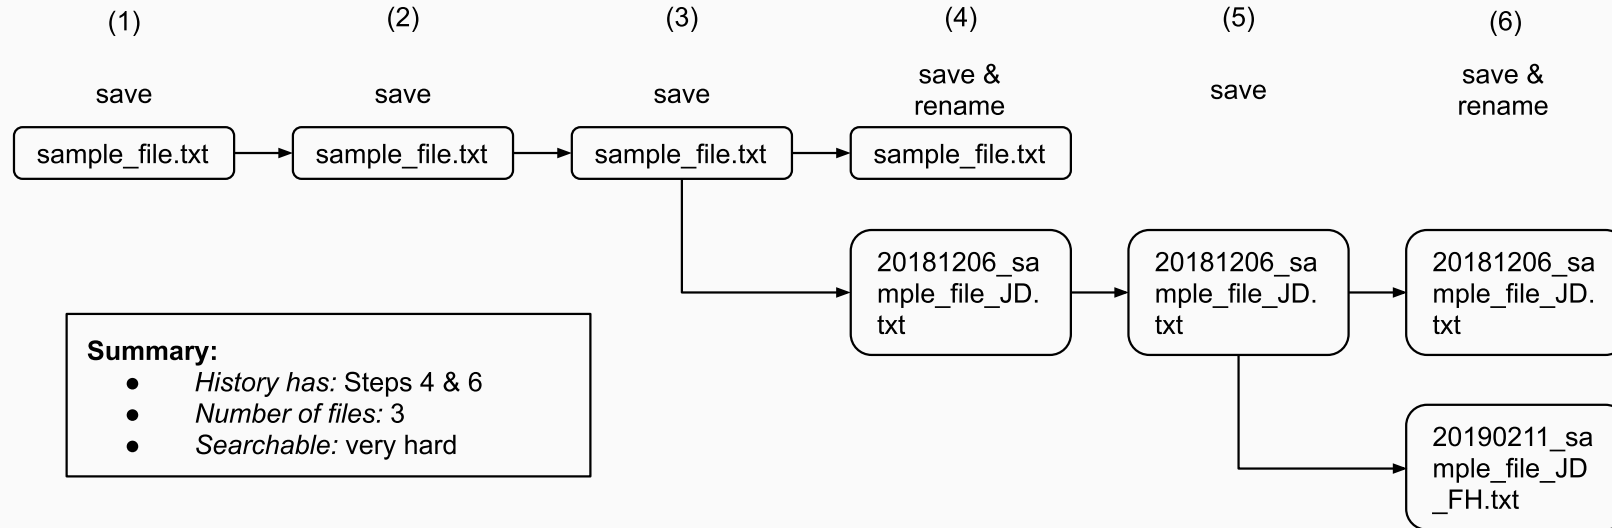 (1)
(2)
(3)
(4)
(5)
(6)
save
save
save
save &
rename
save
save &
rename
sample_file.txt
sample_file.txt
sample_file.txt
sample_file.txt
20181206_sa
mple_file_JD.
txt
20181206_sa
mple_file_JD.
txt
20181206_sa
mple_file_JD.
txt
Summary:
● History has: Steps 4 & 6
● Number of files: 3
● Searchable: very hard
20190211_sa
mple_file_JD
_FH.txt